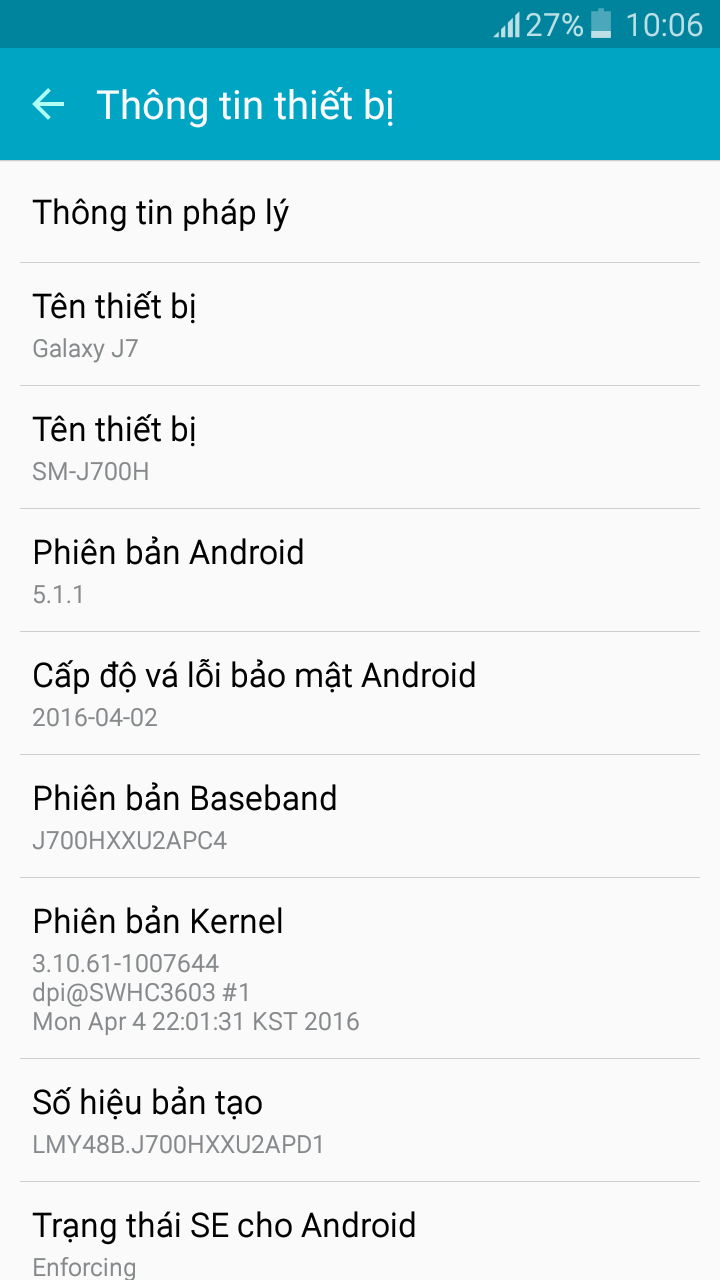 27% 10:06
Thông tin thiết bị
Thông tin pháp lý
Tên thiết bị
Galaxy J7
Tên thiết bị
SM-J700H
Phiên bản Android
5.1.1
Cấp độ vá lỗi bảo mật Android
2016-04-02
Phiên bản Baseband
J700HXXU2APC4
Phiên bản Kernel
3.10.61-1007644
dpi@SWHC3603 #1
Mon Apr 4 22:01:31 KST 2016
Số hiệu bản tạo
LMY48B.J700HXXU2APD1
Trạng thái SE cho Android
Enforcing